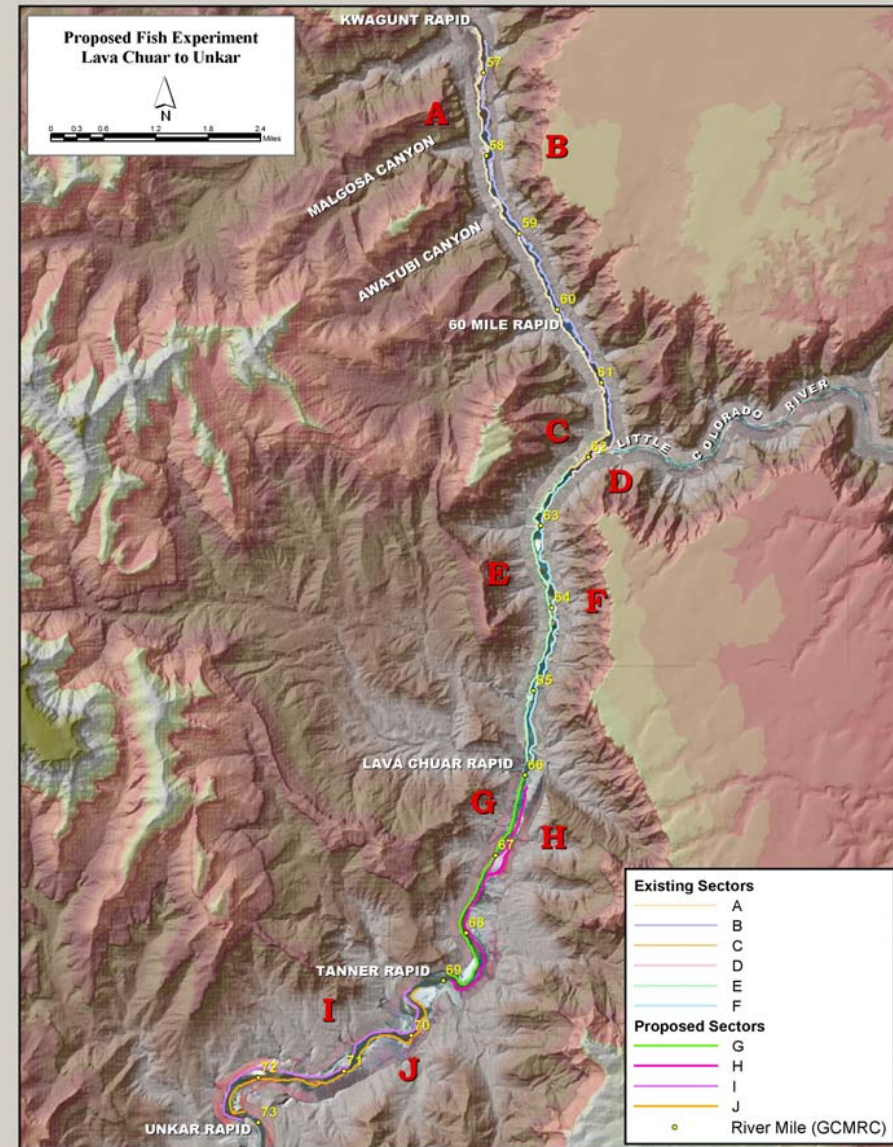 KWAGUNT RAPID
Proposed Fish Experiment
Lava Chuar to Unkar
N
0 0.3 0.6 1.2 1.8 2.4
Miles
57
A
B
58
MALGOSA CANYON
59
AWATUBI CANYON
60
60 MILE RAPID
61
C
62
LITTLE COLORADO RIVER
D
63
E
64
F
65
LAVA CHUAR RAPID
66
G
H
67
68
TANNER RAPID
69
I
70
J
71
72
73
UNKAR RAPID
Existing Sectors
A
B
C
D
E
F
Proposed Sectors
G
H
I
J
River Mile (GCMRC)